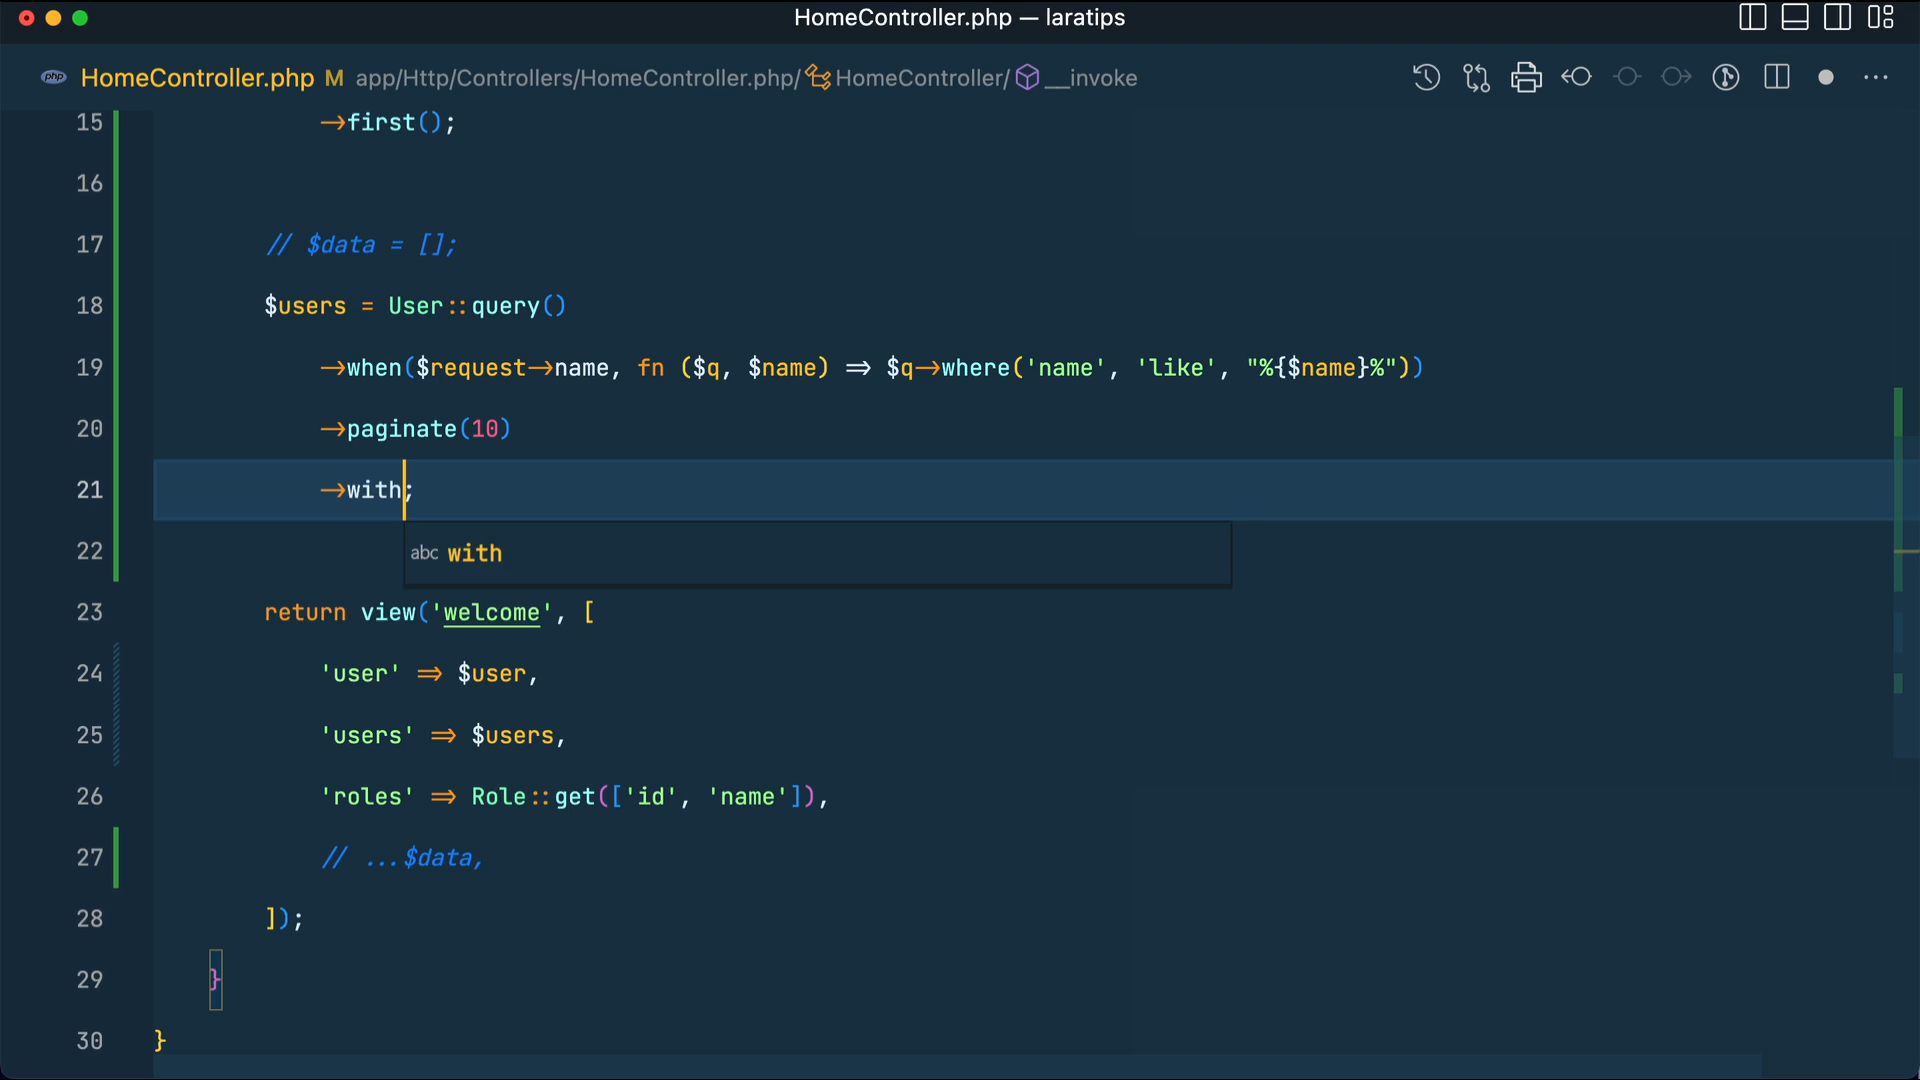 HomeController.php — laratips
php HomeController.php M app/Http/Controllers/HomeController.php/ HomeController/ __invoke
15 ->first();
16
17 // $data = [];
18 $users = User::query()
19 ->when($request->name, fn ($q, $name) => $q->where('name', 'like', "%{$name}%"))
20 ->paginate(10)
21 ->with;
22 abc with
23 return view('welcome', [
24 'user' => $user,
25 'users' => $users,
26 'roles' => Role::get(['id', 'name']),
27 // ...$data,
28 ]);
29 }
30 }